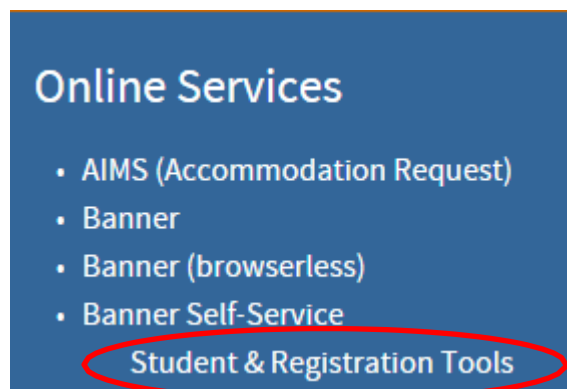 Online Services
• AIMS (Accommodation Request)
• Banner
• Banner (browserless)
• Banner Self-Service
Student & Registration Tools